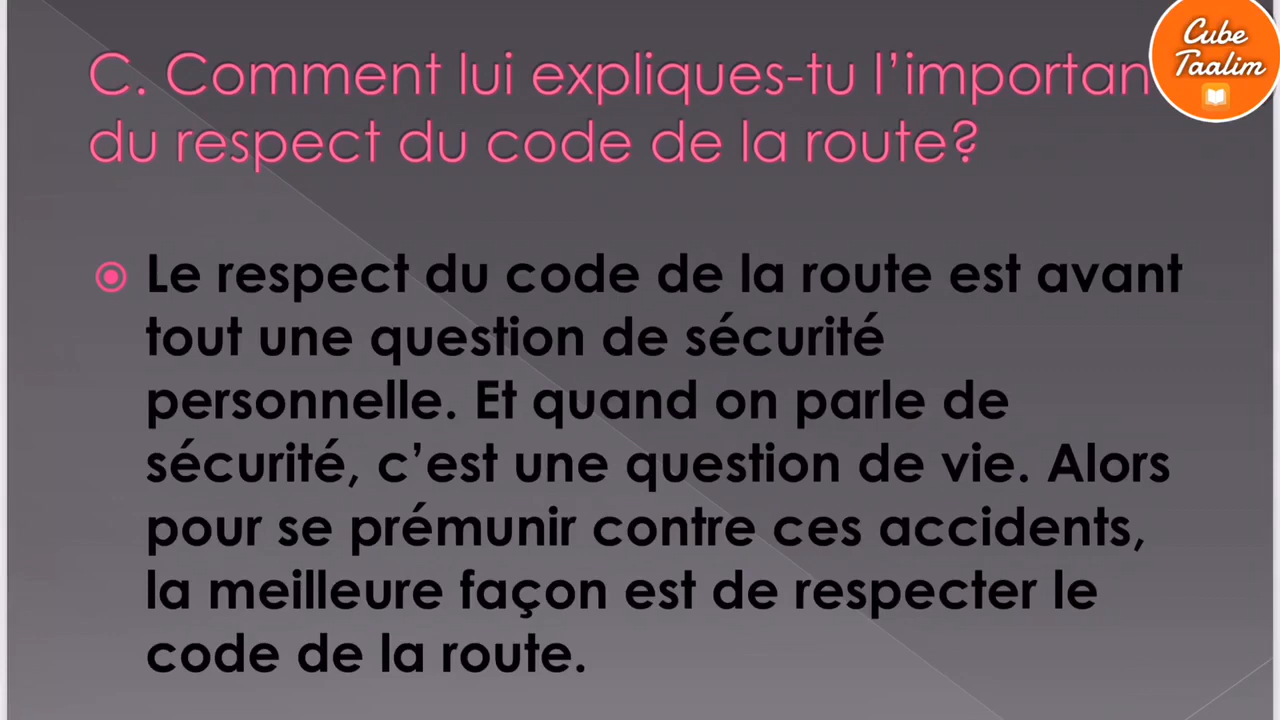 C. Comment lui expliques-tu l’importan
du respect du code de la route?
Cube
Taalim
Le respect du code de la route est avant
tout une question de sécurité
personnelle. Et quand on parle de
sécurité, c’est une question de vie. Alors
pour se prémunir contre ces accidents,
la meilleure façon est de respecter le
code de la route.